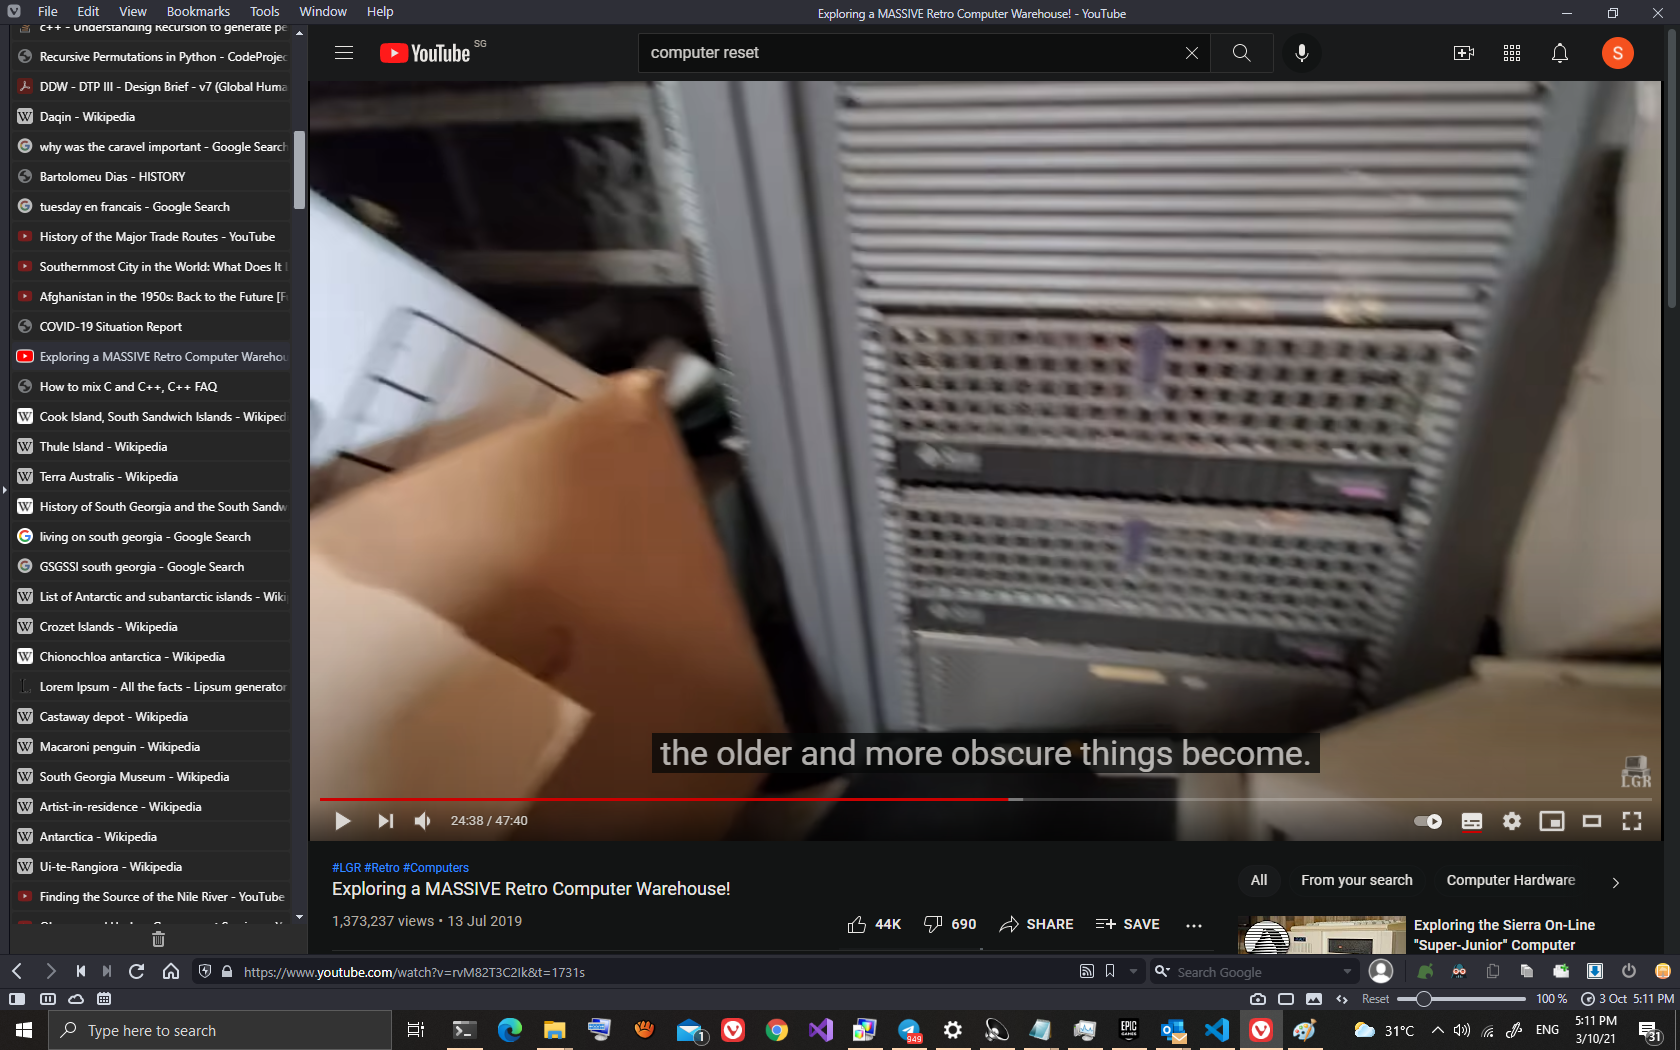 File Edit View Bookmarks Tools Window Help
Exploring a MASSIVE Retro Computer Warehouse! - YouTube
c++ - Understanding Recursion to generate pe
Recursive Permutations in Python - CodeProjec
DDW - DTP III - Design Brief - v7 (Global Huma
Daqin - Wikipedia
why was the caravel important - Google Search
Bartolomeu Dias - HISTORY
tuesday en francais - Google Search
History of the Major Trade Routes - YouTube
Southernmost City in the World: What Does It
Afghanistan in the 1950s: Back to the Future [F
COVID-19 Situation Report
Exploring a MASSIVE Retro Computer Warehou
How to mix C and C++, C++ FAQ
Cook Island, South Sandwich Islands - Wikiped
Thule Island - Wikipedia
Terra Australis - Wikipedia
History of South Georgia and the South Sandw
living on south georgia - Google Search
GSGSSI south georgia - Google Search
List of Antarctic and subantarctic islands - Wiki
Crozet Islands - Wikipedia
Chionochloa antarctica - Wikipedia
Lorem Ipsum - All the facts - Lipsum generator
Castaway depot - Wikipedia
Macaroni penguin - Wikipedia
South Georgia Museum - Wikipedia
Artist-in-residence - Wikipedia
Antarctica - Wikipedia
Ui-te-Rangiora - Wikipedia
Finding the Source of the Nile River - YouTube
YouTube SG
computer reset
S
Sun
the older and more obscure things become.
LGR
24:38 / 47:40
#LGR #Retro #Computers
Exploring a MASSIVE Retro Computer Warehouse!
1,373,237 views • 13 Jul 2019
44K 690 SHARE SAVE
All From your search Computer Hardware
Exploring the Sierra On-Line
"Super-Junior" Computer
https://www.youtube.com/watch?v=rvM82T3C2Ik&t=1731s
Search Google
Reset 100 % 3 Oct 5:11 PM
Type here to search
1
949
EPIC GAMES
31°C
ENG
5:11 PM
3/10/21
31